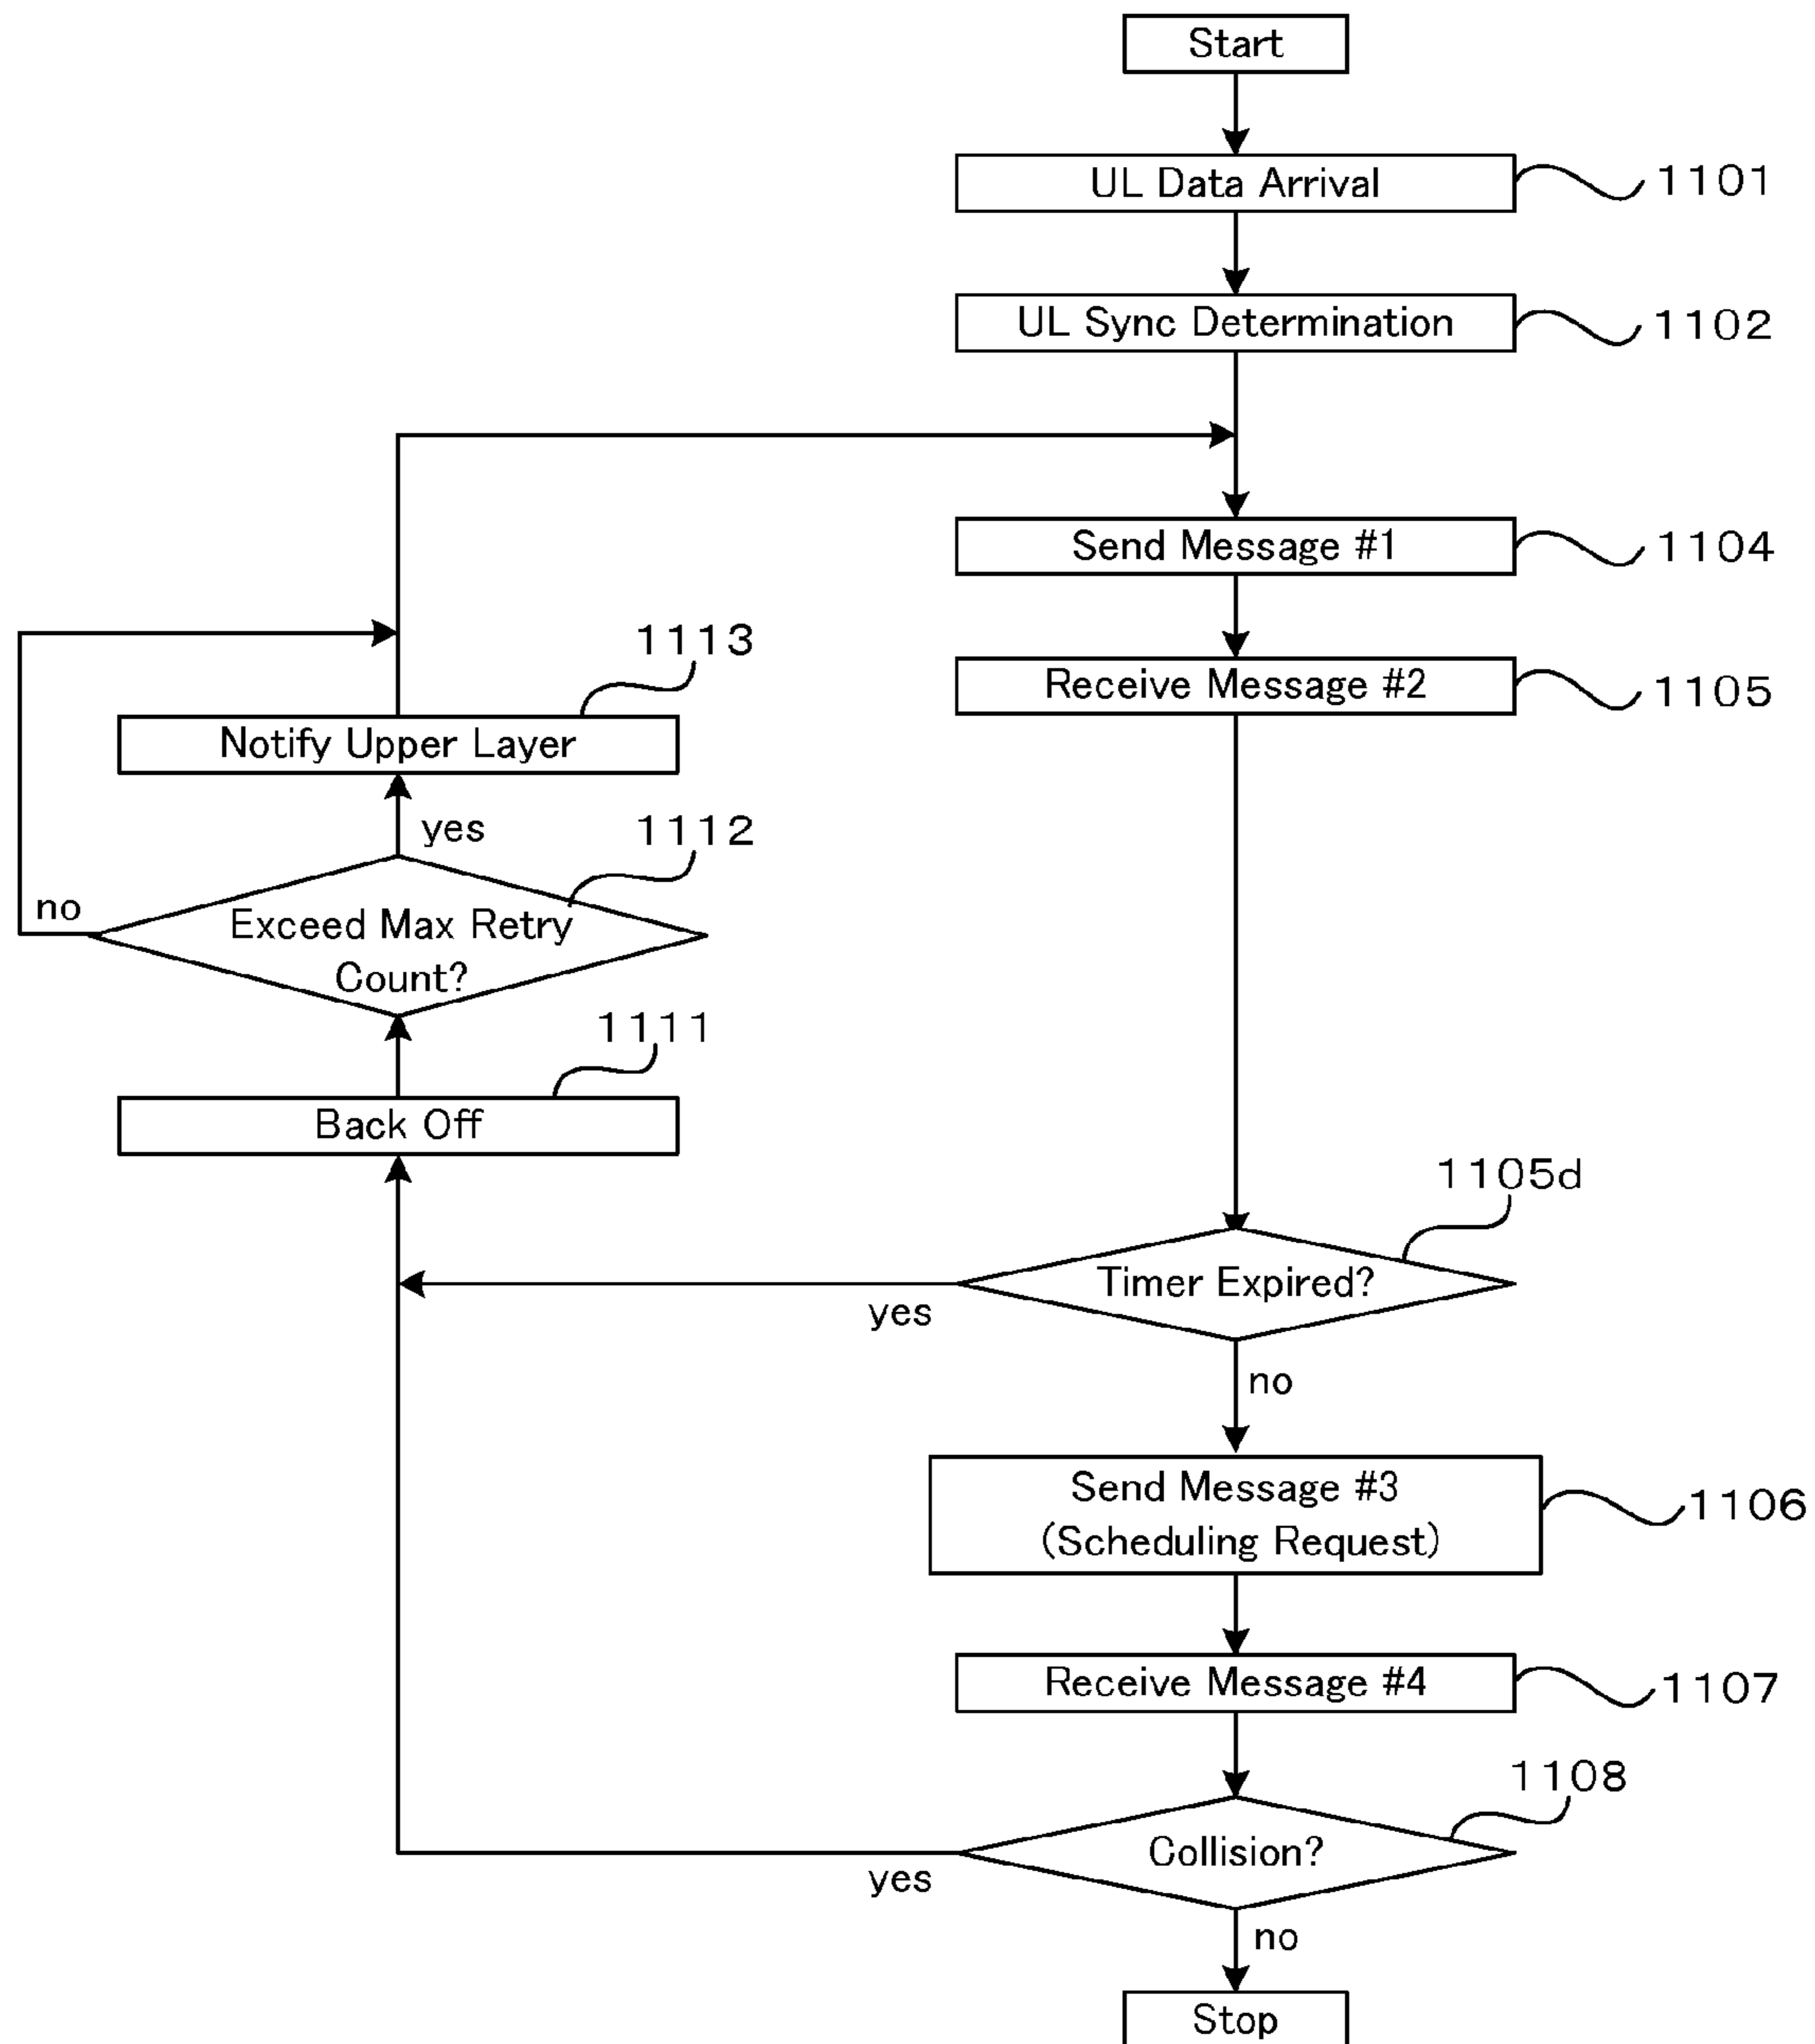 Start
UL Data Arrival
1101
UL Sync Determination
1102
Send Message #1
1104
Receive Message #2
1105
1113
Notify Upper Layer
yes
1112
no
Exceed Max Retry
Count?
1111
Back Off
1105d
Timer Expired?
yes
no
Send Message #3
(Scheduling Request)
1106
Receive Message #4
1107
1108
Collision?
yes
no
Stop